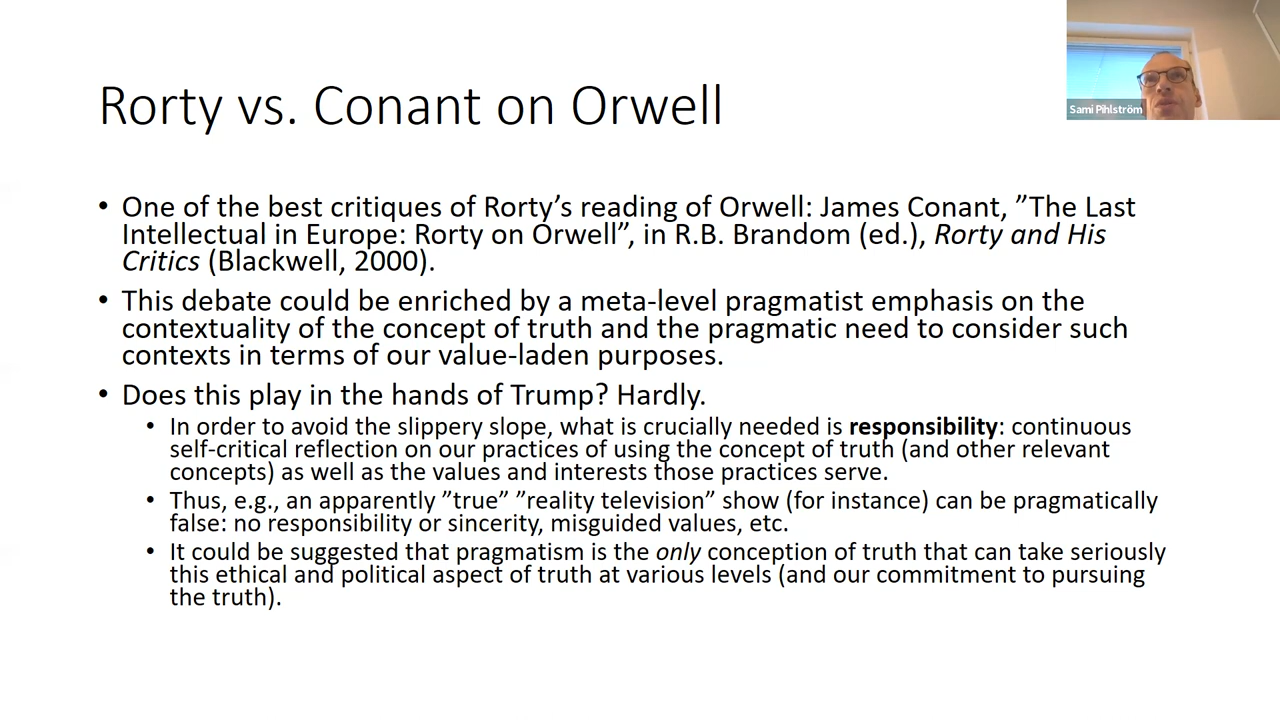 Rorty vs. Conant on Orwell
Sami Pihlström
• One of the best critiques of Rorty’s reading of Orwell: James Conant, ”The Last
Intellectual in Europe: Rorty on Orwell”, in R.B. Brandom (ed.), Rorty and His
Critics (Blackwell, 2000).
• This debate could be enriched by a meta-level pragmatist emphasis on the
contextuality of the concept of truth and the pragmatic need to consider such
contexts in terms of our value-laden purposes.
• Does this play in the hands of Trump? Hardly.
• In order to avoid the slippery slope, what is crucially needed is responsibility: continuous
self-critical reflection on our practices of using the concept of truth (and other relevant
concepts) as well as the values and interests those practices serve.
• Thus, e.g., an apparently ”true” ”reality television” show (for instance) can be pragmatically
false: no responsibility or sincerity, misguided values, etc.
• It could be suggested that pragmatism is the only conception of truth that can take seriously
this ethical and political aspect of truth at various levels (and our commitment to pursuing
the truth).